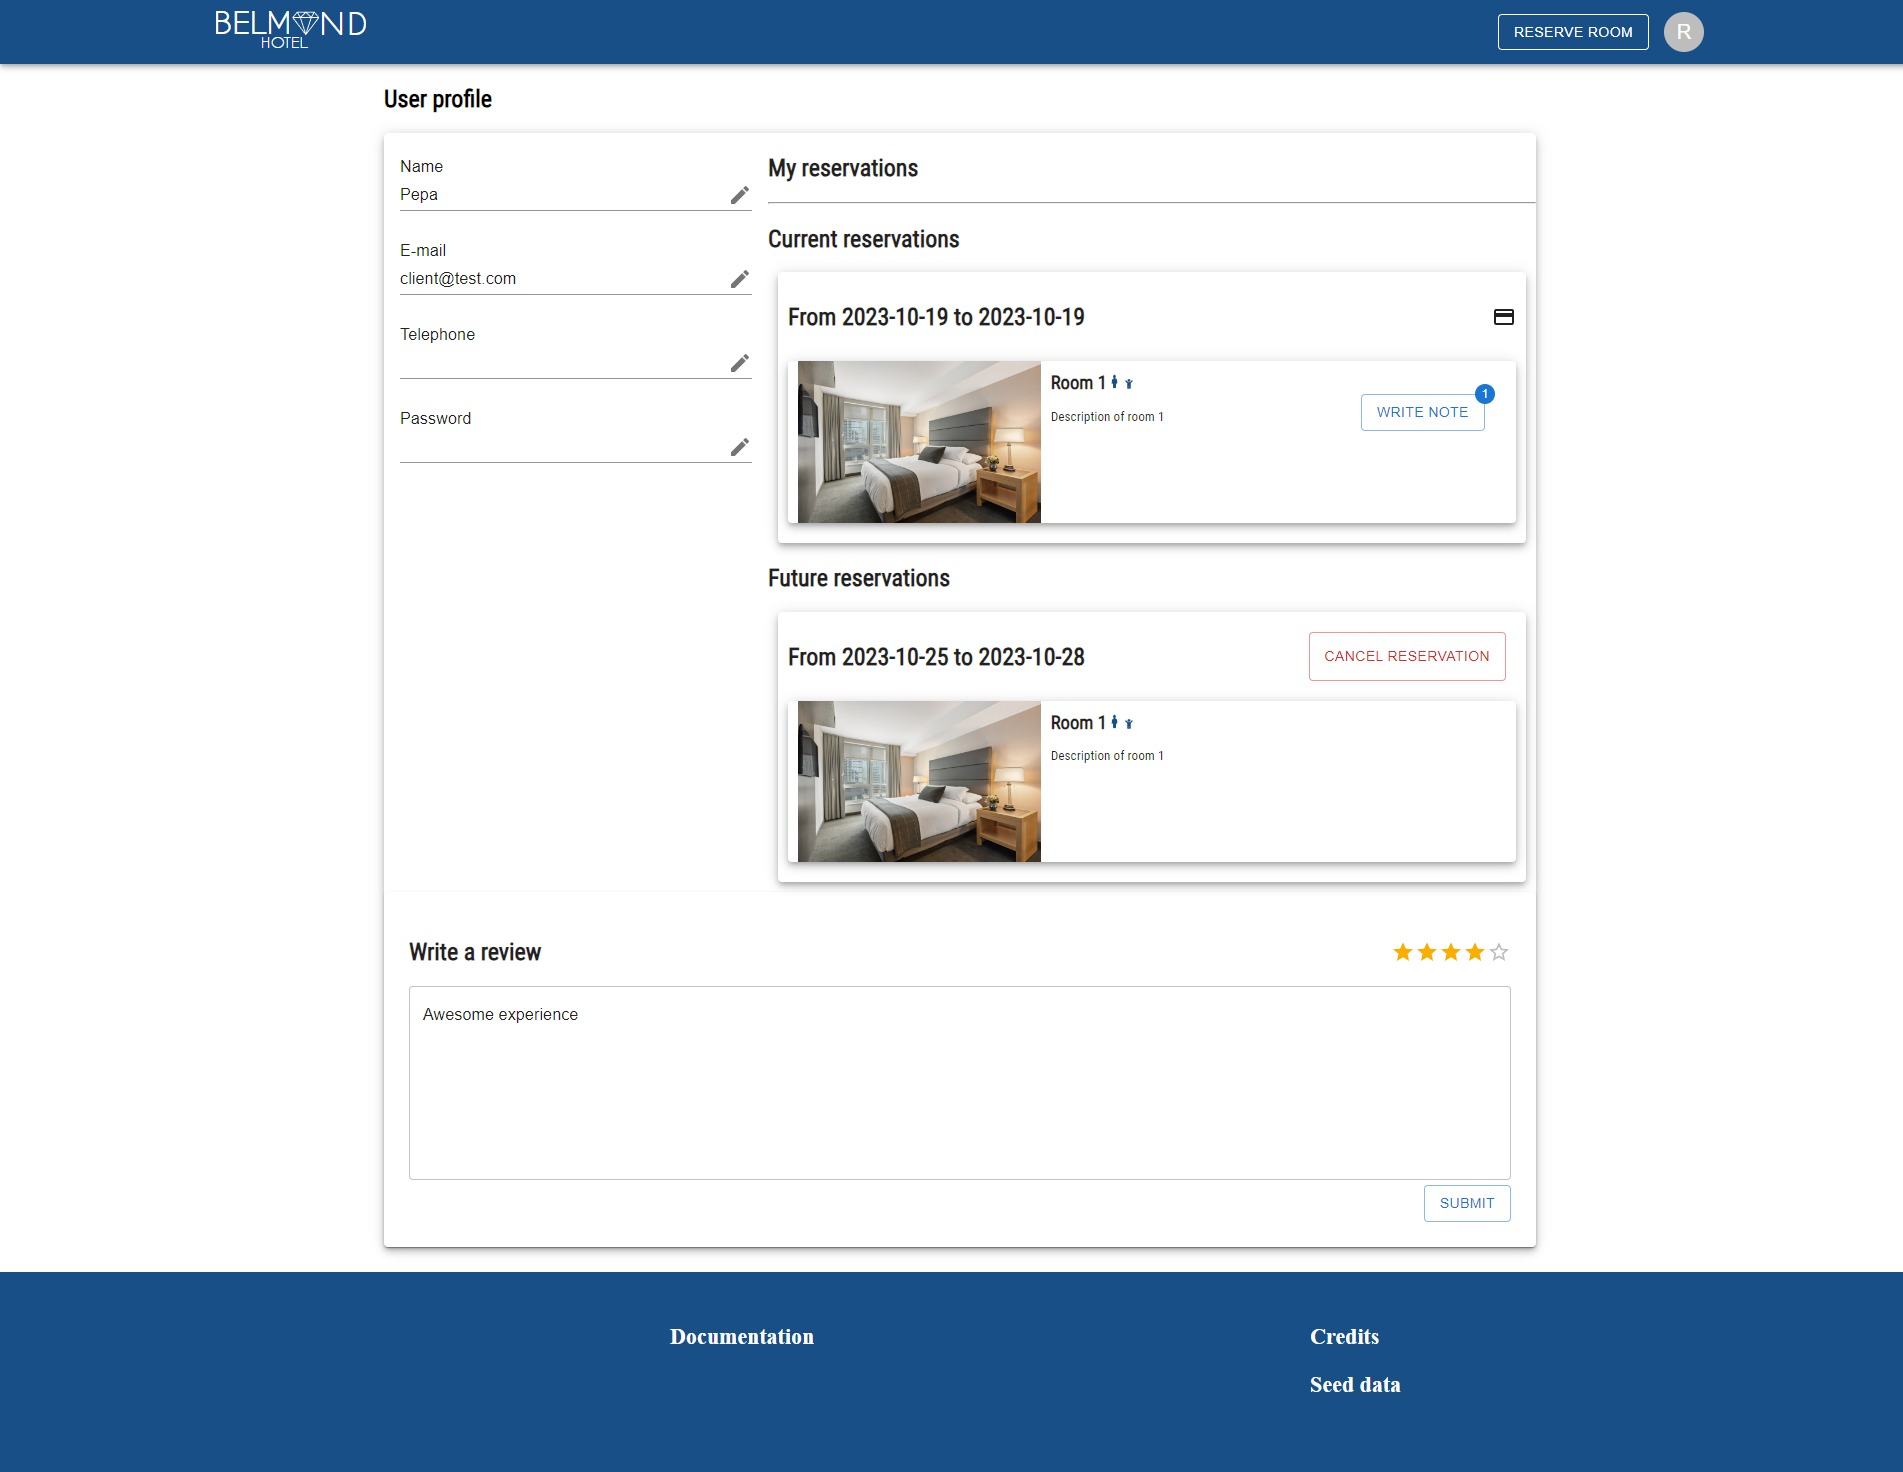 BELMOND
HOTEL
RESERVE ROOM
R
User profile
Name
Pepa
E-mail
client@test.com
Telephone
Password
My reservations
Current reservations
From 2023-10-19 to 2023-10-19
Room 1
Description of room 1
WRITE NOTE
1
Future reservations
From 2023-10-25 to 2023-10-28
CANCEL RESERVATION
Room 1
Description of room 1
Write a review
Awesome experience
SUBMIT
Documentation
Credits
Seed data